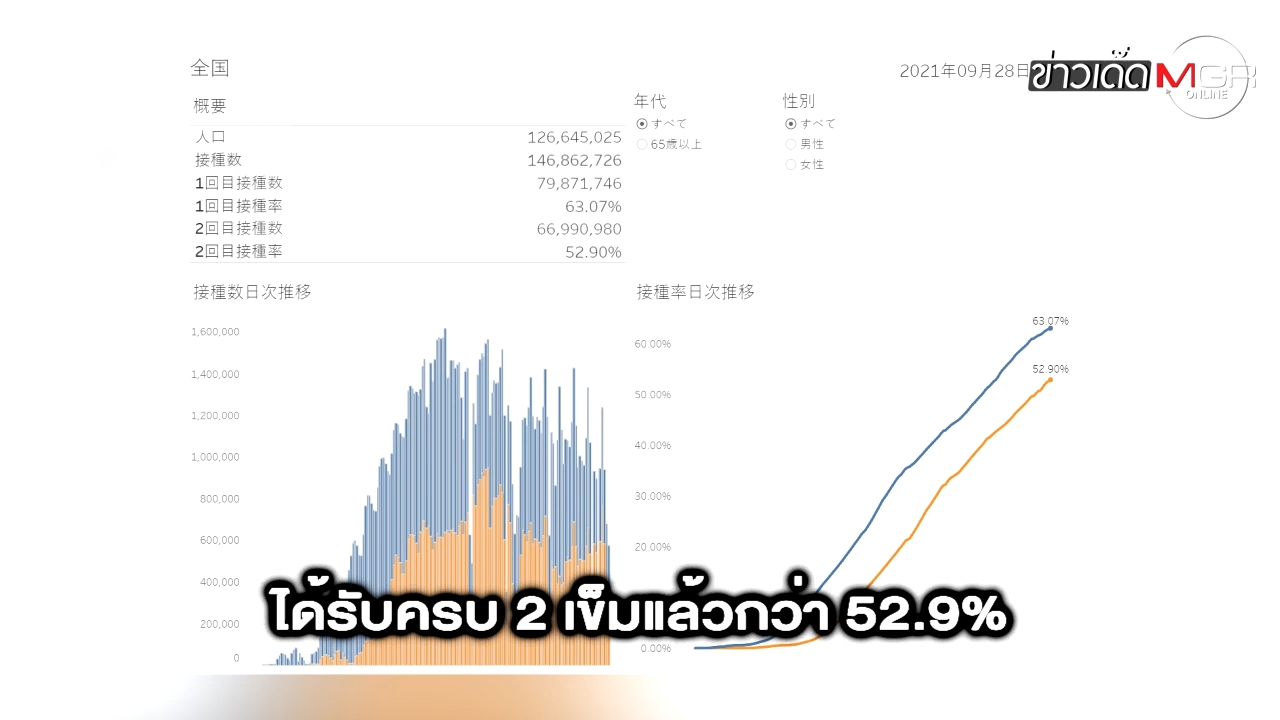 全国
2021年09月28日
ข่าวเด็ด MGR ONLINE
概要
人口 126,645,025
接種数 146,862,726
1回目接種数 79,871,746
1回目接種率 63.07%
2回目接種数 66,990,980
2回目接種率 52.90%
年代
すべて
65歳以上
性別
すべて
男性
女性
接種数日次推移
1,600,000
1,400,000
1,200,000
1,000,000
800,000
600,000
400,000
200,000
0
接種率日次推移
63.07%
52.90%
60.00%
50.00%
40.00%
30.00%
20.00%
0.00%
ได้รับครบ 2 เข็มแล้วกว่า 52.9%